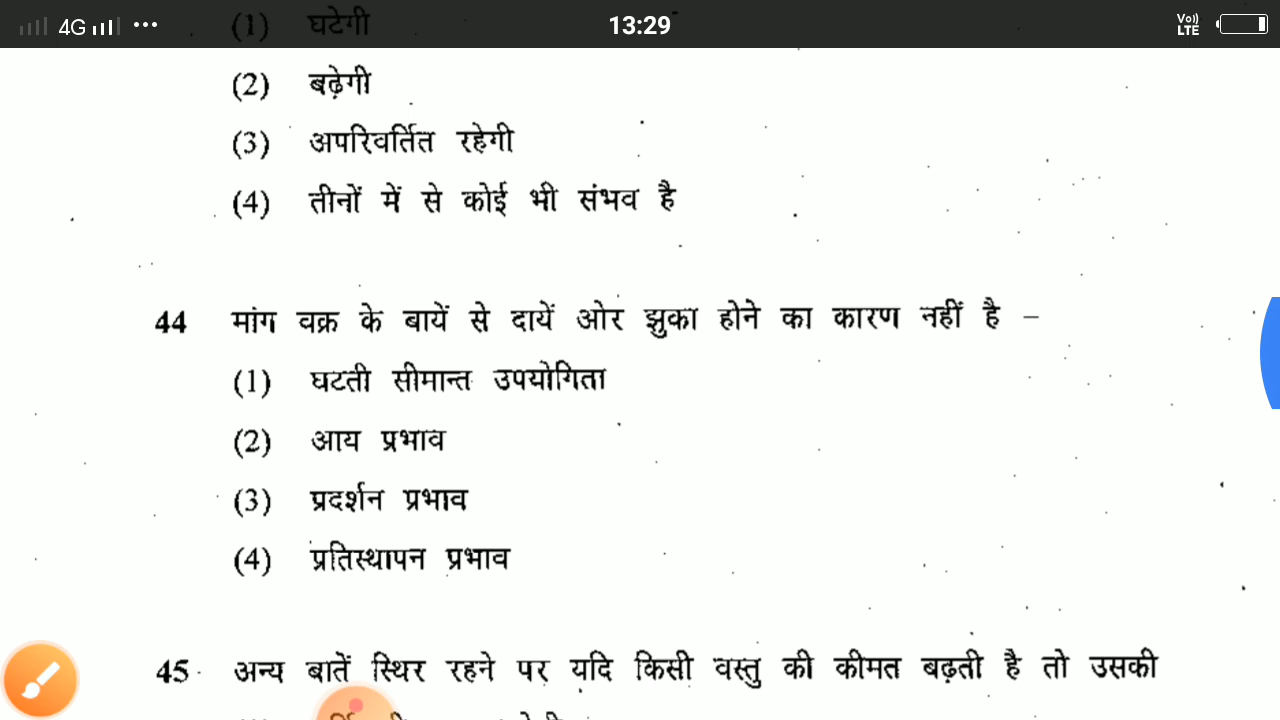 4G 13:29 Vo) LTE
(1) घटेगी
(2) बढ़ेगी
(3) अपरिवर्तित रहेगी
(4) तीनों में से कोई भी संभव है
44 मांग वक्र के बायें से दायें ओर झुका होने का कारण नहीं है –
(1) घटती सीमान्त उपयोगिता
(2) आय प्रभाव
(3) प्रदर्शन प्रभाव
(4) प्रतिस्थापन प्रभाव
45 अन्य बातें स्थिर रहने पर यदि किसी वस्तु की कीमत बढ़ती है तो उसकी